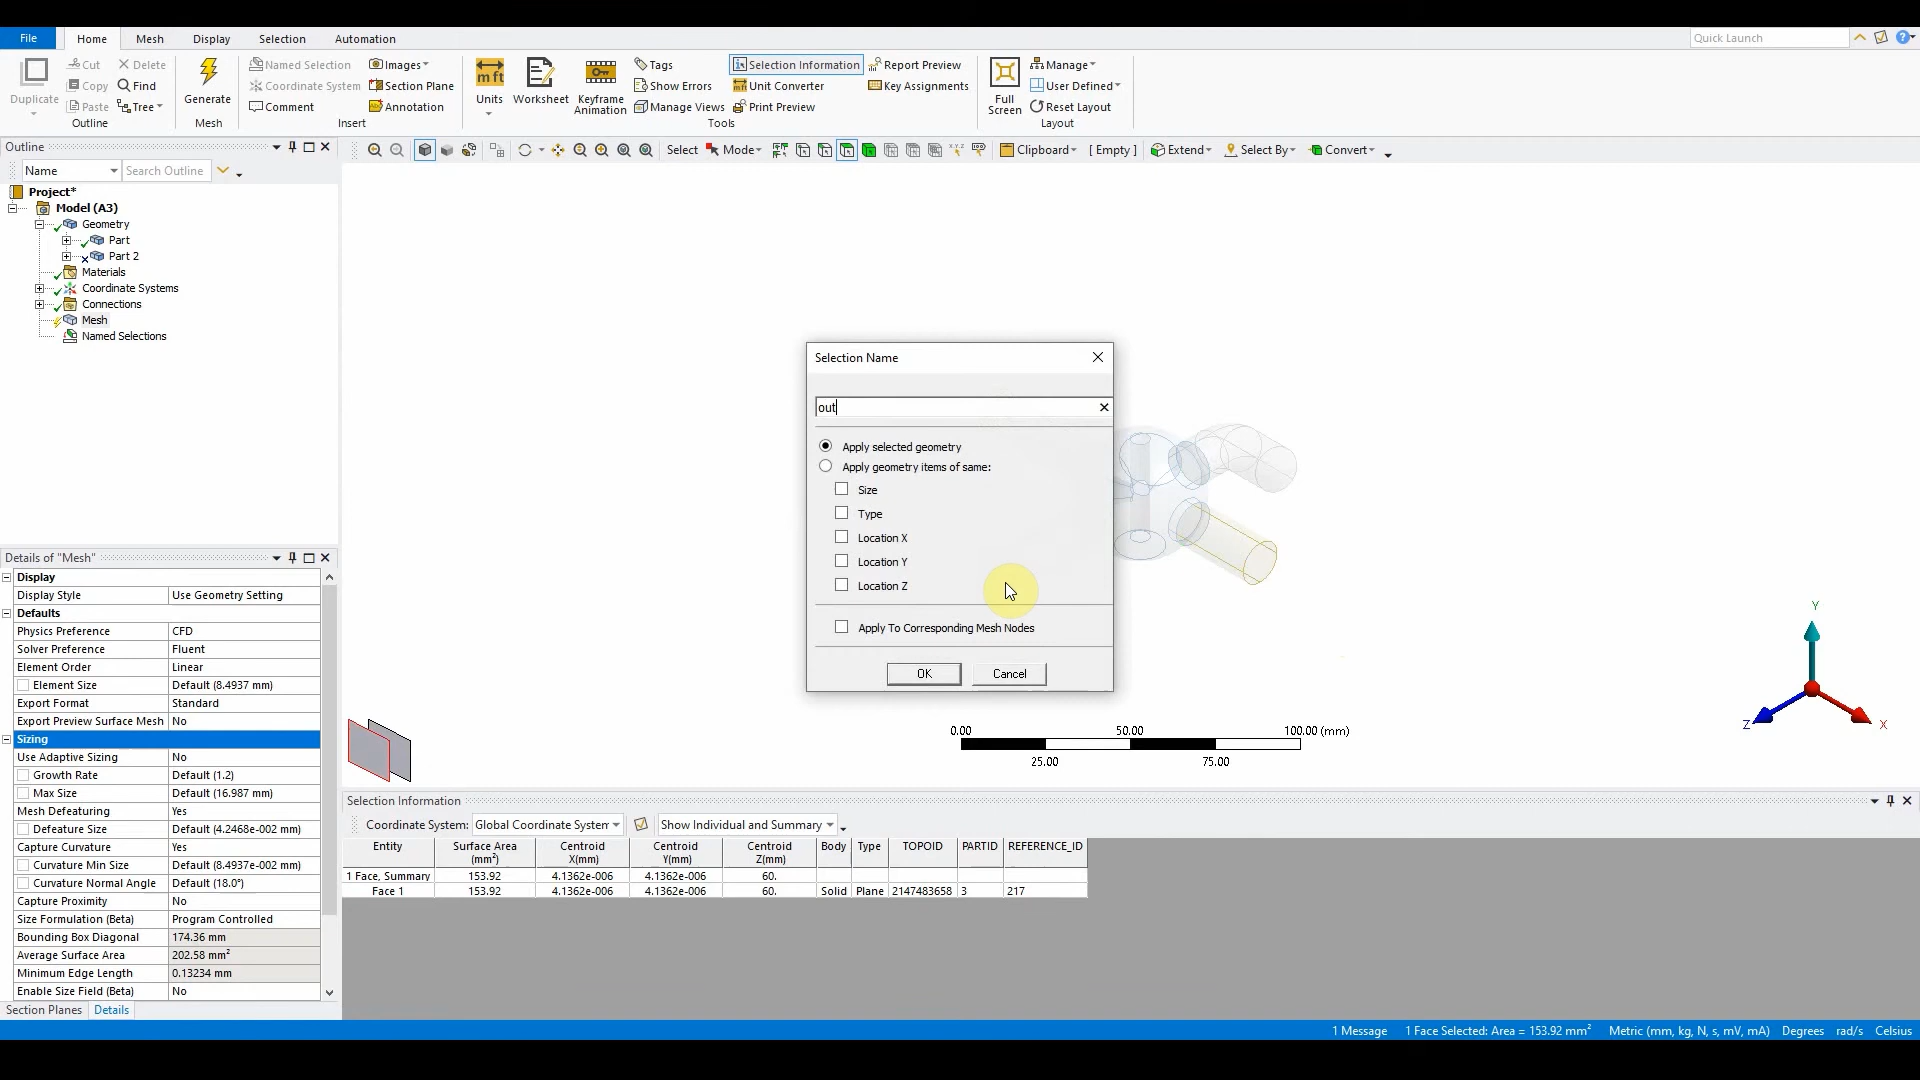 File
Home
Mesh
Display
Selection
Automation
Quick Launch
Duplicate
Cut
Copy
Paste
Delete
Find
Tree
Outline
Generate
Mesh
Named Selection
Coordinate System
Comment
Images
Section Plane
Annotation
Insert
m ft
Units
Worksheet
Keyframe
Animation
Tags
Show Errors
Manage Views
Selection Information
Unit Converter
Print Preview
Report Preview
Key Assignments
Tools
Full
Screen
Manage
User Defined
Reset Layout
Layout
Outline
Name
Search Outline
Select
Mode
Clipboard
[ Empty ]
Extend
Select By
Convert
Project*
Model (A3)
Geometry
Part
Part 2
Materials
Coordinate Systems
Connections
Mesh
Named Selections
Selection Name
out
Apply selected geometry
Apply geometry items of same:
Size
Type
Location X
Location Y
Location Z
Apply To Corresponding Mesh Nodes
OK
Cancel
Details of "Mesh"
Display
Display Style Use Geometry Setting
Defaults
Physics Preference CFD
Solver Preference Fluent
Element Order Linear
Element Size Default (8.4937 mm)
Export Format Standard
Export Preview Surface Mesh No
Sizing
Use Adaptive Sizing No
Growth Rate Default (1.2)
Max Size Default (16.987 mm)
Mesh Defeaturing Yes
Defeature Size Default (4.2468e-002 mm)
Capture Curvature Yes
Curvature Min Size Default (8.4937e-002 mm)
Curvature Normal Angle Default (18.0°)
Capture Proximity No
Size Formulation (Beta) Program Controlled
Bounding Box Diagonal 174.36 mm
Average Surface Area 202.58 mm²
Minimum Edge Length 0.13234 mm
Enable Size Field (Beta) No
Section Planes
Details
0.00 50.00 100.00 (mm)
25.00 75.00
Y
Z
X
Selection Information
Coordinate System: Global Coordinate System
Show Individual and Summary
Entity Surface Area (mm²) Centroid X(mm) Centroid Y(mm) Centroid Z(mm) Body Type TOPOID PARTID REFERENCE_ID
1 Face, Summary 153.92 4.1362e-006 4.1362e-006 60.
Face 1 153.92 4.1362e-006 4.1362e-006 60. Solid Plane 2147483658 3 217
1 Message
1 Face Selected: Area = 153.92 mm²
Metric (mm, kg, N, s, mV, mA)
Degrees
rad/s
Celsius